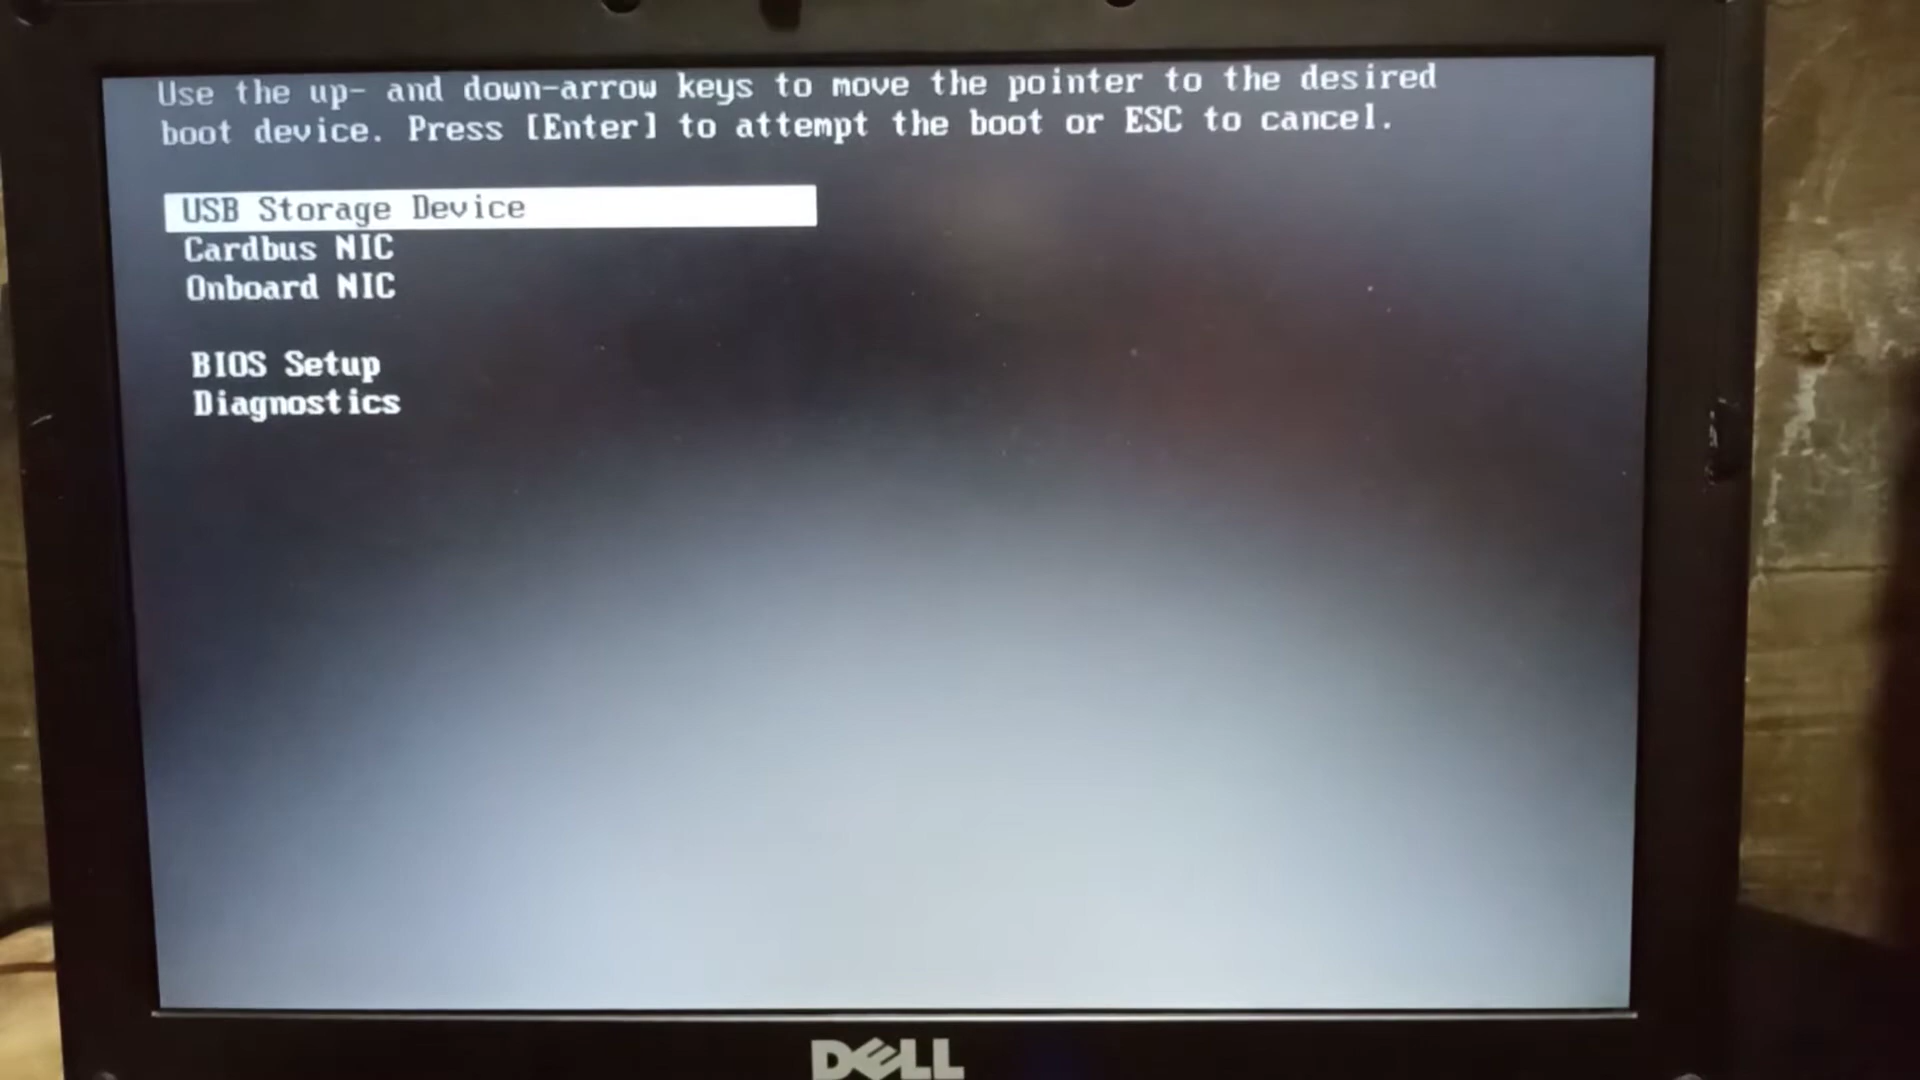 Use the up- and down-arrow keys to move the pointer to the desired
boot device. Press [Enter] to attempt the boot or ESC to cancel.
USB Storage Device
Cardbus NIC
Onboard NIC
BIOS Setup
Diagnostics
DELL